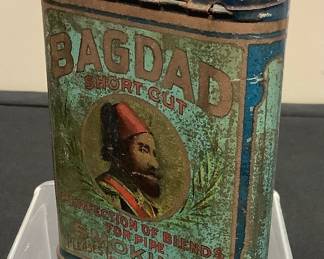 BAGDAD
SHORT CUT
PERFECTION OF BLENDS
FOR PIPE
SMOKING